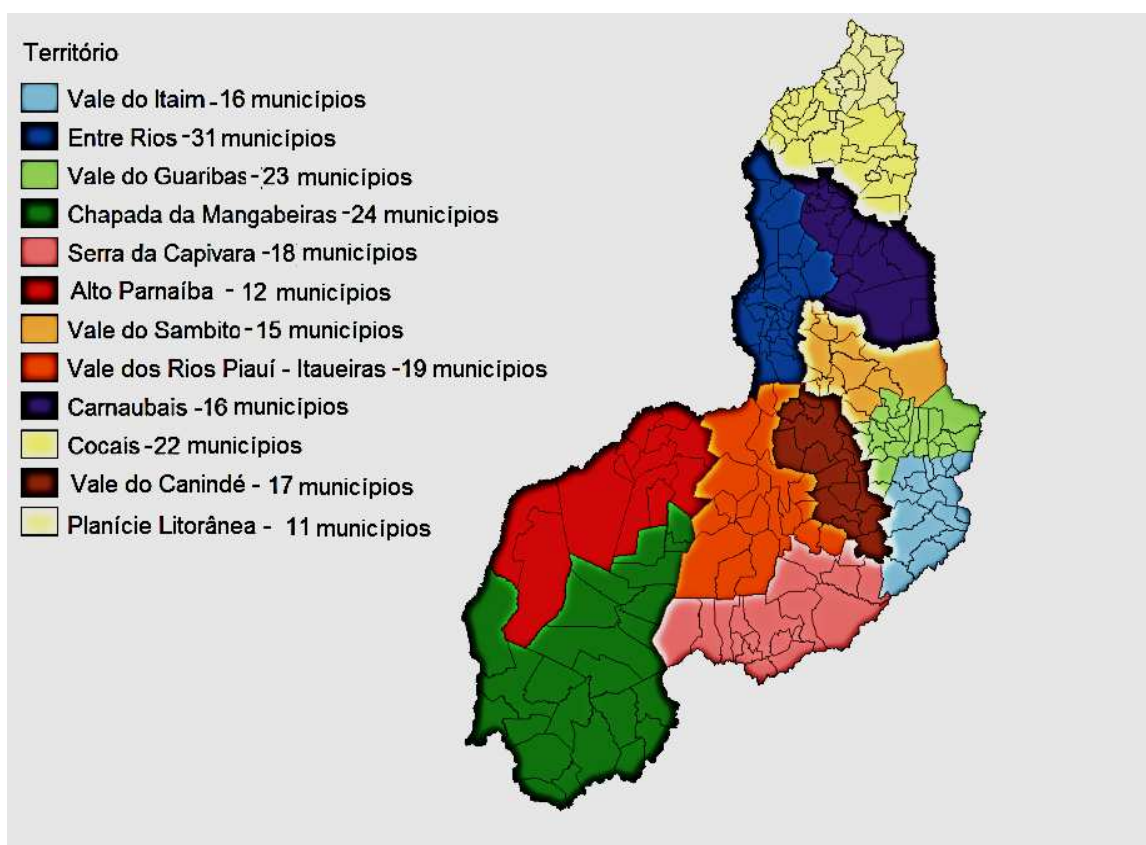 Território
Vale do Itaim -16 municípios
Entre Rios -31 municípios
Vale do Guaribas-23 municípios
Chapada da Mangabeiras -24 municípios
Serra da Capivara -18 municípios
Alto Parnaíba - 12 municípios
Vale do Sambito-15 municípios
Vale dos Rios Piauí - Itaueiras -19 municípios
Carnaubais -16 municípios
Cocais-22 municípios
Vale do Canindé - 17 municípios
Planície Litorânea - 11 municípios